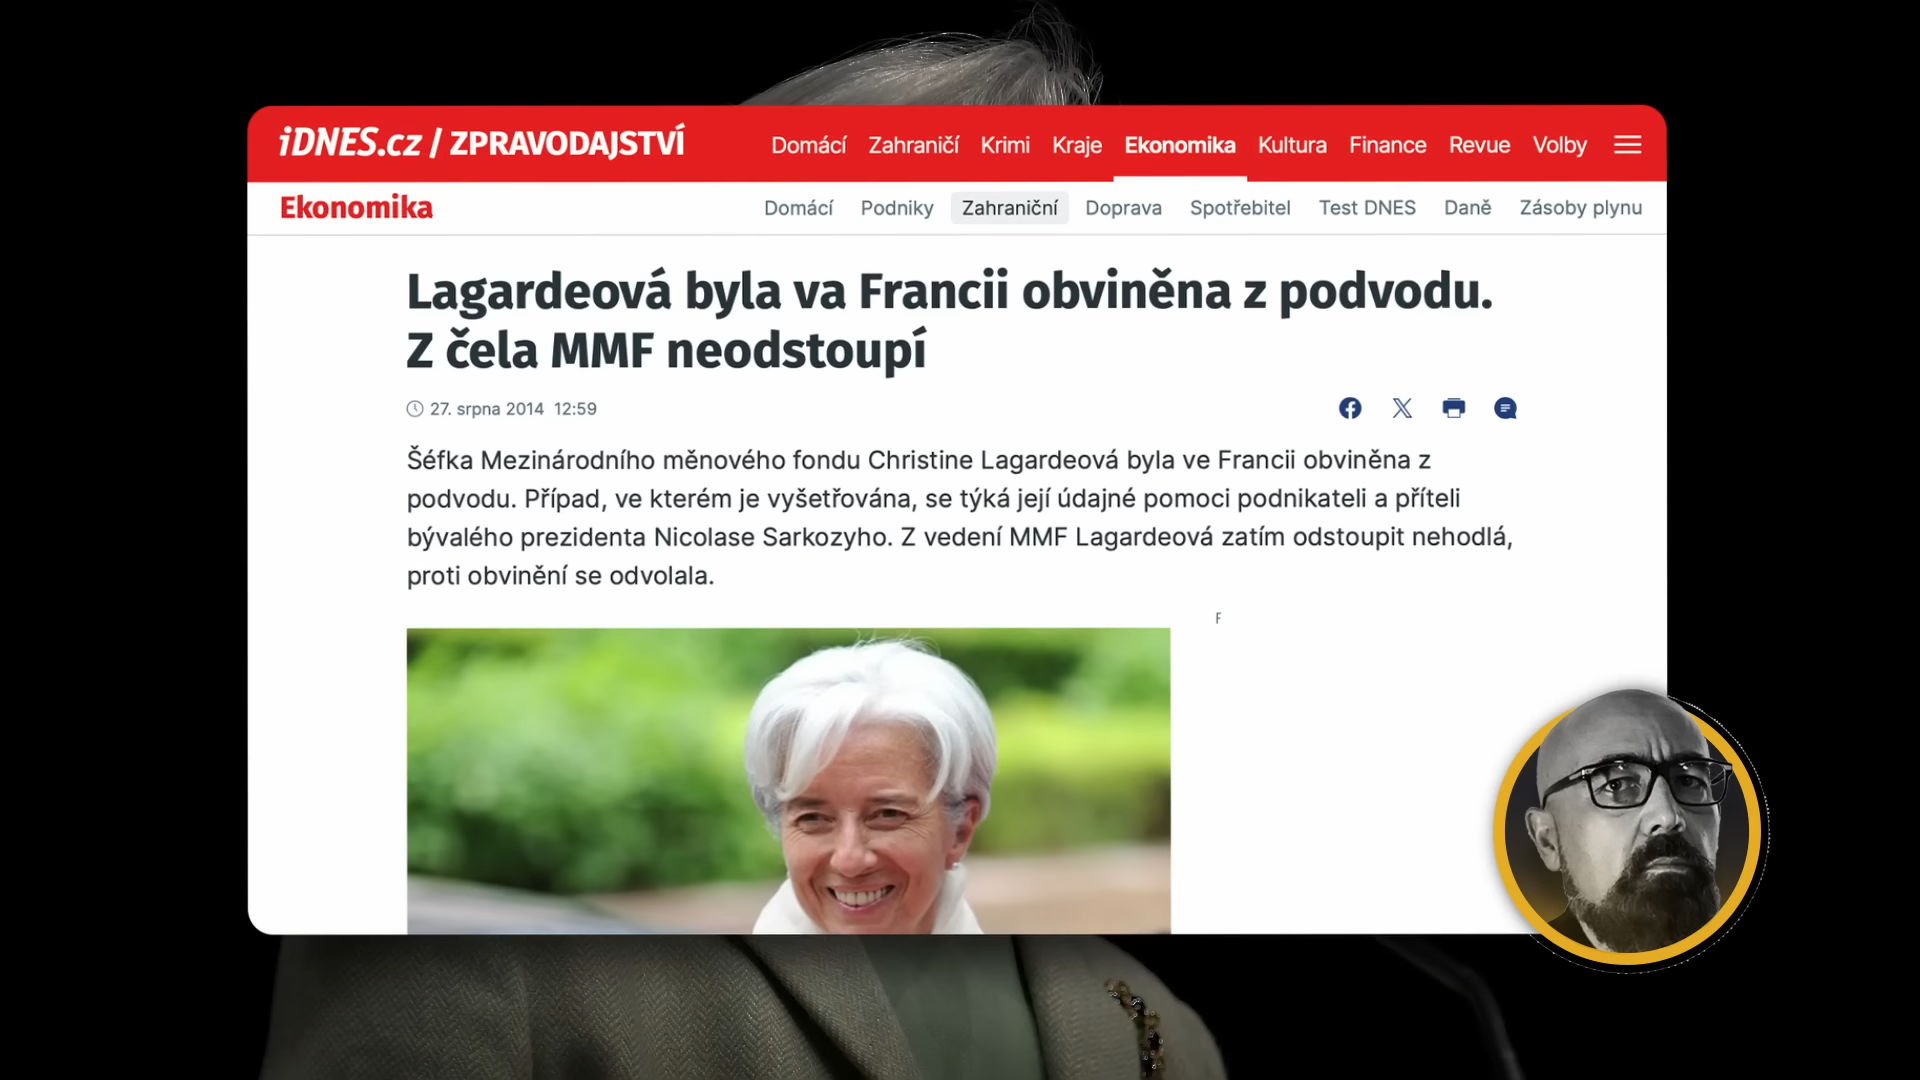 iDNES.cz / ZPRAVODAJSTVÍ
Domácí Zahraničí Krimi Kraje Ekonomika Kultura Finance Revue Volby
Ekonomika
Domácí Podniky Zahraniční Doprava Spotřebitel Test DNES Daně Zásoby plynu
Lagardeová byla va Francii obviněna z podvodu.
Z čela MMF neodstoupí
27. srpna 2014 12:59
Šéfka Mezinárodního měnového fondu Christine Lagardeová byla ve Francii obviněna z
podvodu. Případ, ve kterém je vyšetřována, se týká její údajné pomoci podnikateli a příteli
bývalého prezidenta Nicolase Sarkozyho. Z vedení MMF Lagardeová zatím odstoupit nehodlá,
proti obvinění se odvolala.
F